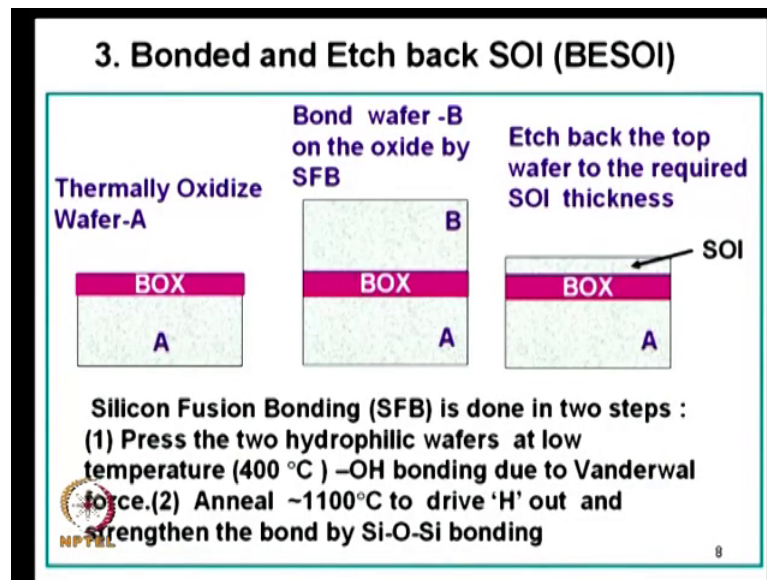 3. Bonded and Etch back SOI (BESOI)
Thermally Oxidize
Wafer-A
BOX
A
Bond wafer -B
on the oxide by
SFB
B
BOX
A
Etch back the top
wafer to the required
SOI thickness
SOI
BOX
A
Silicon Fusion Bonding (SFB) is done in two steps :
(1) Press the two hydrophilic wafers at low
temperature (400 °C ) –OH bonding due to Vanderwal
force.(2) Anneal ~1100°C to drive ‘H’ out and
strengthen the bond by Si-O-Si bonding
NPTEL
8